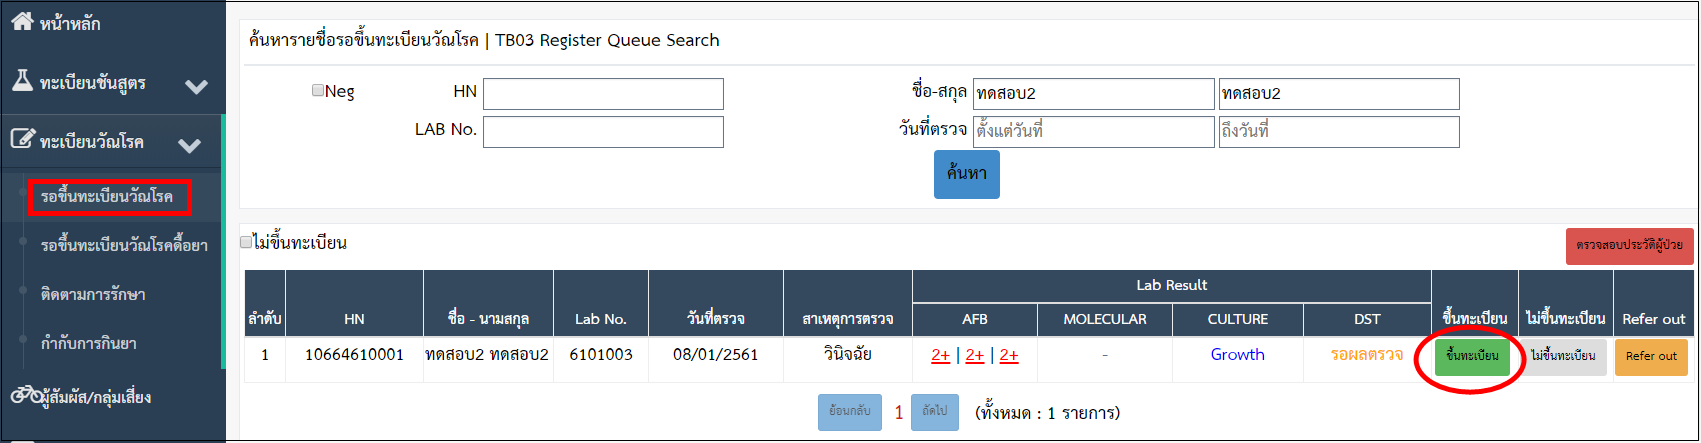 หน้าหลัก
ทะเบียนชันสูตร
ทะเบียนวัณโรค
รอขึ้นทะเบียนวัณโรค
รอขึ้นทะเบียนวัณโรคดื้อยา
ติดตามการรักษา
กำกับการกินยา
ผู้สัมผัส/กลุ่มเสี่ยง
ค้นหารายชื่อรอขึ้นทะเบียนวัณโรค | TB03 Register Queue Search
Neg HN ชื่อ-สกุล ทดสอบ2 ทดสอบ2
LAB No. วันที่ตรวจ ตั้งแต่วันที่ ถึงวันที่
ค้นหา
ไม่ขึ้นทะเบียน ตรวจสอบประวัติผู้ป่วย
Lab Result
ลำดับ HN ชื่อ - นามสกุล Lab No. วันที่ตรวจ สาเหตุการตรวจ AFB MOLECULAR CULTURE DST ขึ้นทะเบียน ไม่ขึ้นทะเบียน Refer out
1 10664610001 ทดสอบ2 ทดสอบ2 6101003 08/01/2561 วินิจฉัย 2+ | 2+ | 2+ - Growth รอผลตรวจ ขึ้นทะเบียน ไม่ขึ้นทะเบียน Refer out
ย้อนกลับ 1 ถัดไป (ทั้งหมด : 1 รายการ)